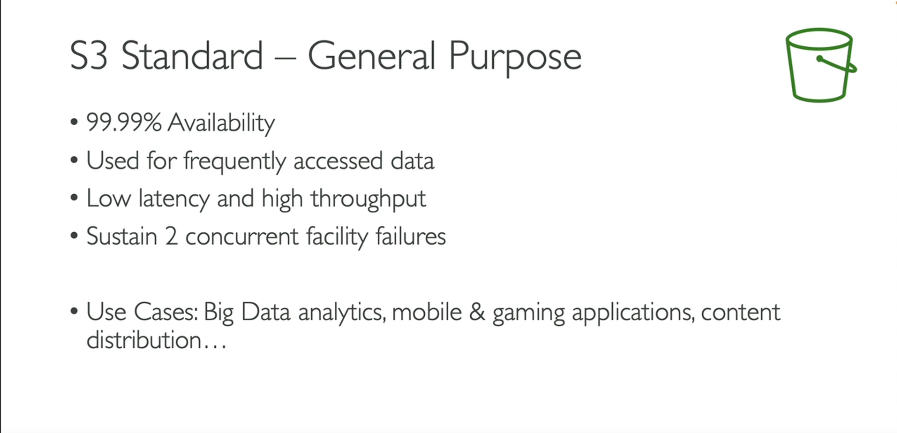 S3 Standard – General Purpose
• 99.99% Availability
• Used for frequently accessed data
• Low latency and high throughput
• Sustain 2 concurrent facility failures
• Use Cases: Big Data analytics, mobile & gaming applications, content
distribution…